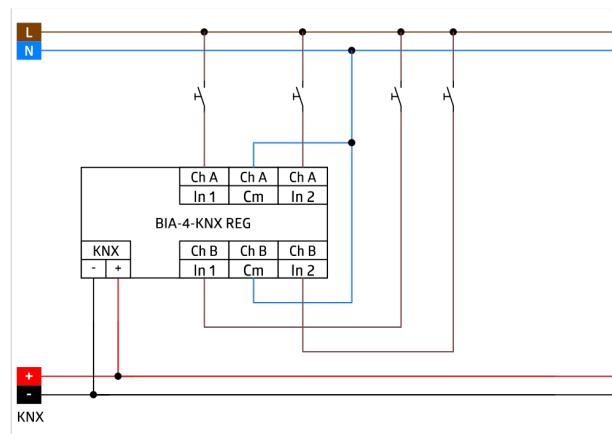 L
N
Ch A Ch A Ch A
In 1 Cm In 2
BIA-4-KNX REG
KNX Ch B Ch B Ch B
- + In 1 Cm In 2
+
-
KNX